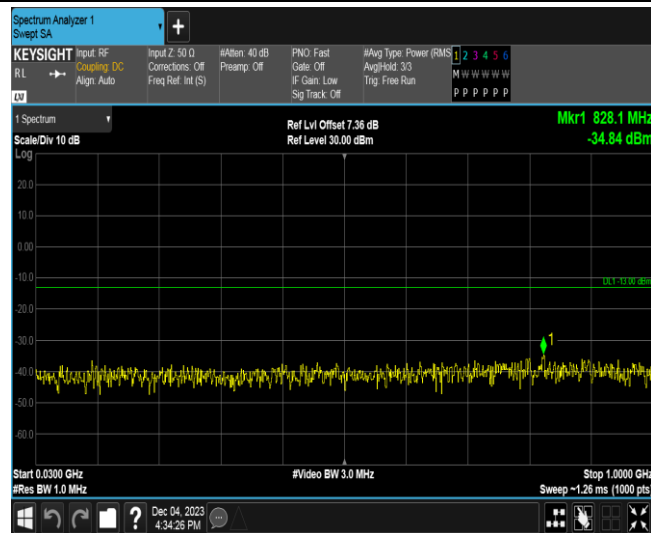 Spectrum Analyzer 1
Swept SA
+
KEYSIGHT
RL
LXI
Input: RF
Coupling: DC
Align: Auto
Input Z: 50 Ω
Corrections: Off
Freq Ref: Int (S)
#Atten: 40 dB
Preamp: Off
PNO: Fast
Gate: Off
IF Gain: Low
Sig Track: Off
#Avg Type: Power (RMS
Avg|Hold: 3/3
Trig: Free Run
1 2 3 4 5 6
M W W W W W
P P P P P P
1 Spectrum
Scale/Div 10 dB
Log
Ref Lvl Offset 7.36 dB
Ref Level 30.00 dBm
Mkr1 828.1 MHz
-34.84 dBm
20.0
10.0
0.00
-10.0
DL1 -13.00 dBm
-20.0
-30.0
1
-40.0
-50.0
-60.0
Start 0.0300 GHz
#Res BW 1.0 MHz
#Video BW 3.0 MHz
Stop 1.0000 GHz
Sweep ~1.26 ms (1000 pts)
?
Dec 04, 2023
4:34:26 PM